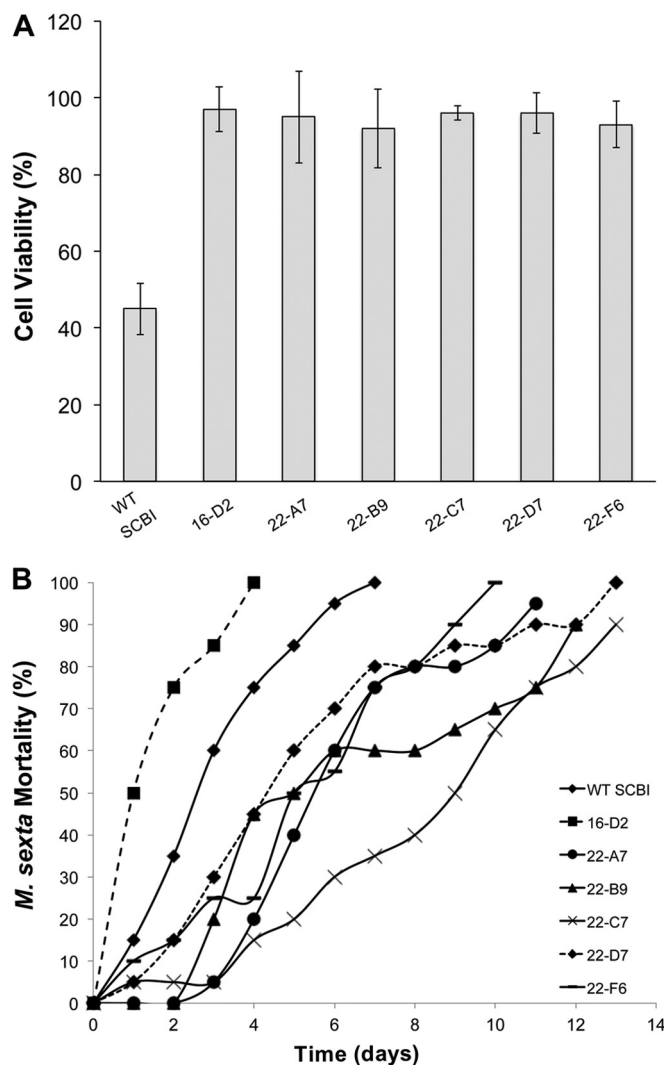 A
Cell Viability (%)
120
100
80
60
40
20
0
WT SCBI
16-D2
22-A7
22-B9
22-C7
22-D7
22-F6
B
M. sexta Mortality (%)
100
90
80
70
60
50
40
30
20
10
0
0 2 4 6 8 10 12 14
Time (days)
WT SCBI
16-D2
22-A7
22-B9
22-C7
22-D7
22-F6